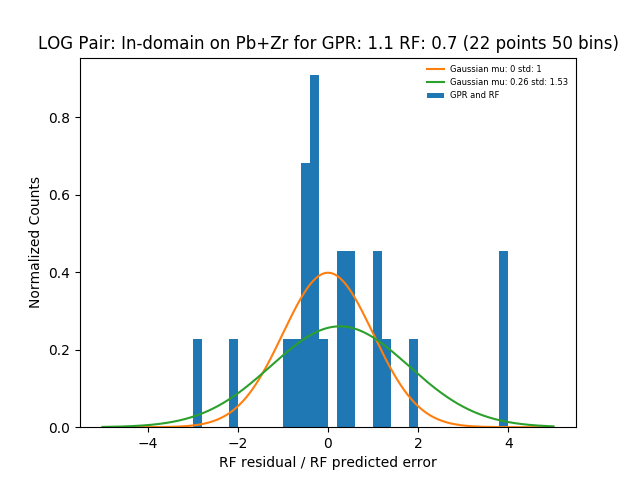 LOG Pair: In-domain on Pb+Zr for GPR: 1.1 RF: 0.7 (22 points 50 bins)
Gaussian mu: 0 std: 1
Gaussian mu: 0.26 std: 1.53
GPR and RF
Normalized Counts
0.8
0.6
0.4
0.2
0.0
−4
−2
0
2
4
RF residual / RF predicted error